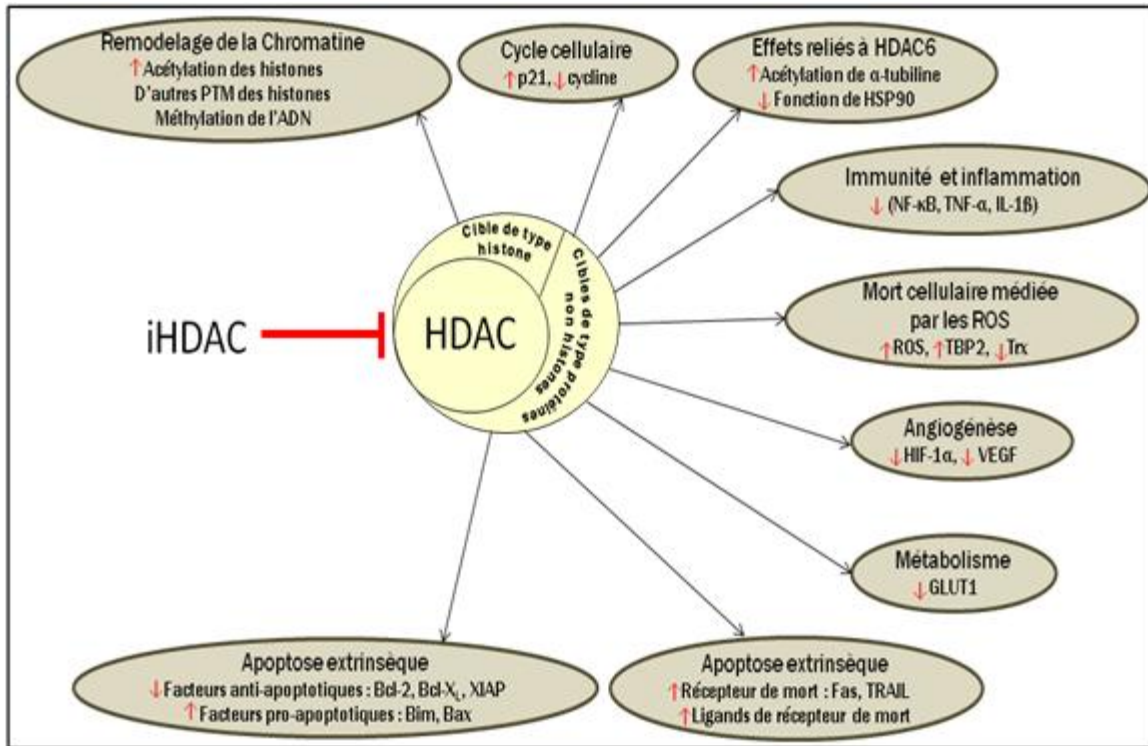 Remodelage de la Chromatine
↑Acétylation des histones
D'autres PTM des histones
Méthylation de l'ADN
Cycle cellulaire
↑p21, ↓cycline
Effets reliés à HDAC6
↑Acétylation de α-tubiline
↓ Fonction de HSP90
Immunité et inflammation
↓ (NF-κB, TNF-α, IL-1β)
Cible de type
histone
Cibles de type protéines
non histones
HDAC
iHDAC
Mort cellulaire médiée
par les ROS
↑ROS, ↑TBP2, ↓Trx
Angiogénèse
↓HIF-1α, ↓ VEGF
Métabolisme
↓GLUT1
Apoptose extrinsèque
↓ Facteurs anti-apoptotiques : Bcl-2, Bcl-XL, XIAP
↑ Facteurs pro-apoptotiques : Bim, Bax
Apoptose extrinsèque
↑Récepteur de mort : Fas, TRAIL
↑Ligands de récepteur de mort